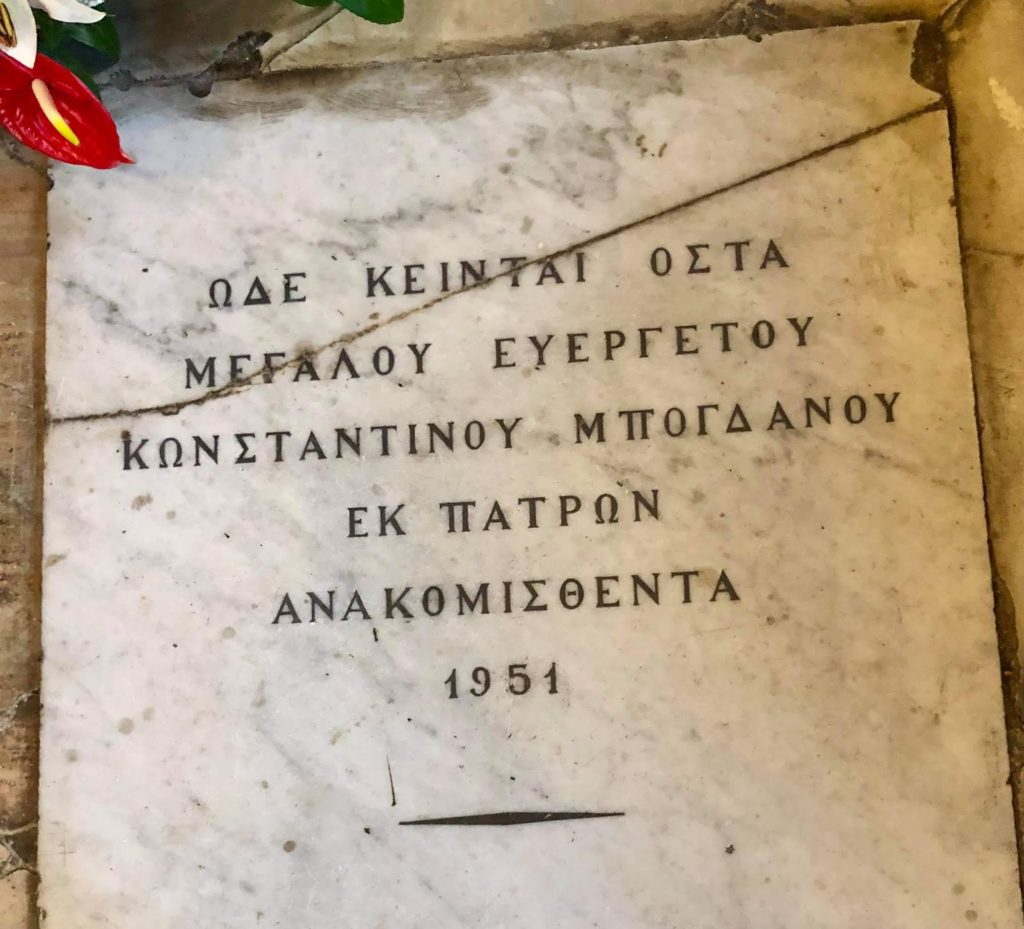 ΩΔΕ ΚΕΙΝΤΑΙ ΟΣΤΑ
ΜΕΓΑΛΟΥ ΕΥΕΡΓΕΤΟΥ
ΚΩΝΣΤΑΝΤΙΝΟΥ ΜΠΟΓΔΑΝΟΥ
ΕΚ ΠΑΤΡΩΝ
ΑΝΑΚΟΜΙΣΘΕΝΤΑ
1951